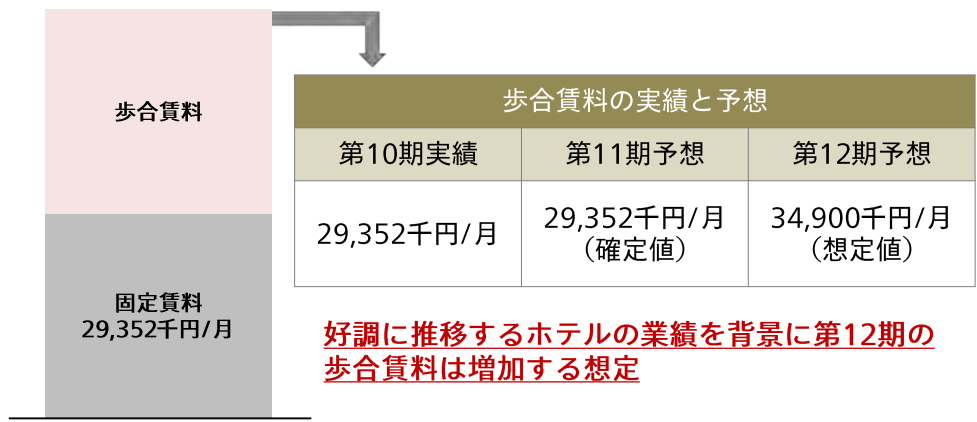 歩合賃料
固定賃料
29,352千円/月
歩合賃料の実績と予想
第10期実績
第11期予想
第12期予想
29,352千円/月
29,352千円/月
（確定値）
34,900千円/月
（想定値）
好調に推移するホテルの業績を背景に第12期の
歩合賃料は増加する想定